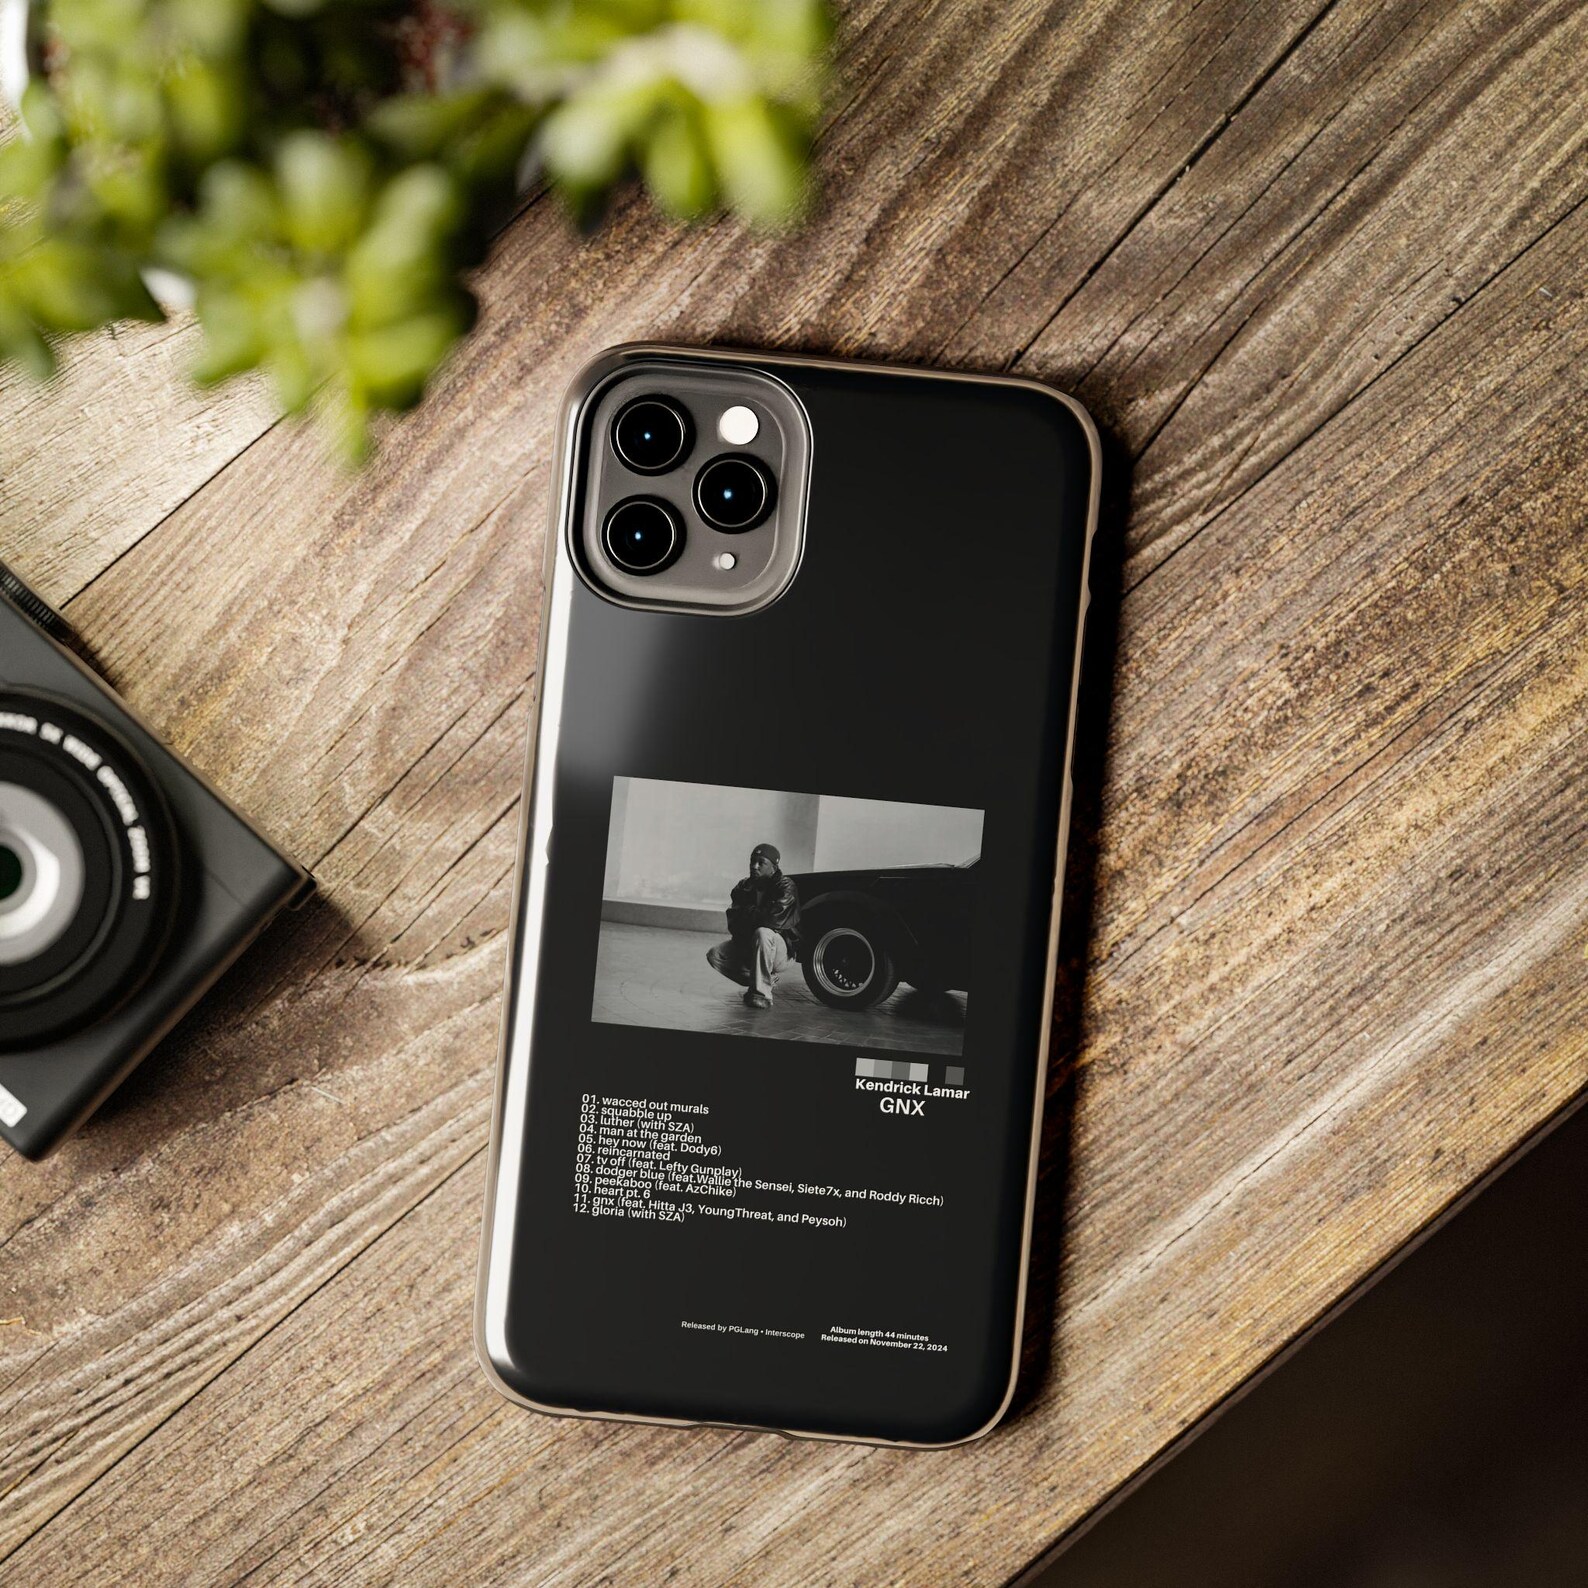 WIDE OPTICAL ZOOM
Kendrick Lamar
GNX
01. wacced out murals
02. squabble up
03. luther (with SZA)
04. man at the garden
05. hey now (feat. Dody6)
06. reincarnated
07. tv off (feat. Lefty Gunplay)
08. dodger blue (feat.Wallie the Sensei, Siete7x, and Roddy Ricch)
09. peekaboo (feat. AzChike)
10. heart pt. 6
11. gnx (feat. Hitta J3, YoungThreat, and Peysoh)
12. gloria (with SZA)
Released by PGLang • Interscope
Album length 44 minutes
Released on November 22, 2024